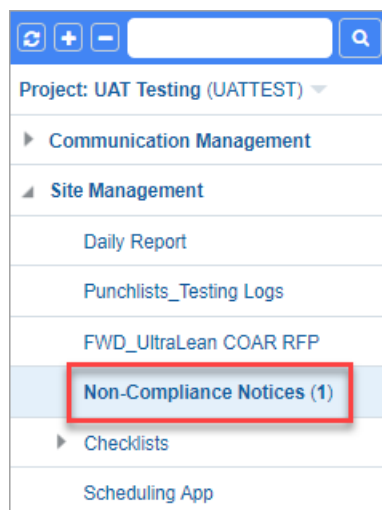 Project: UAT Testing (UATTEST)
Communication Management
Site Management
Daily Report
Punchlists_Testing Logs
FWD_UltraLean COAR RFP
Non-Compliance Notices (1)
Checklists
Scheduling App